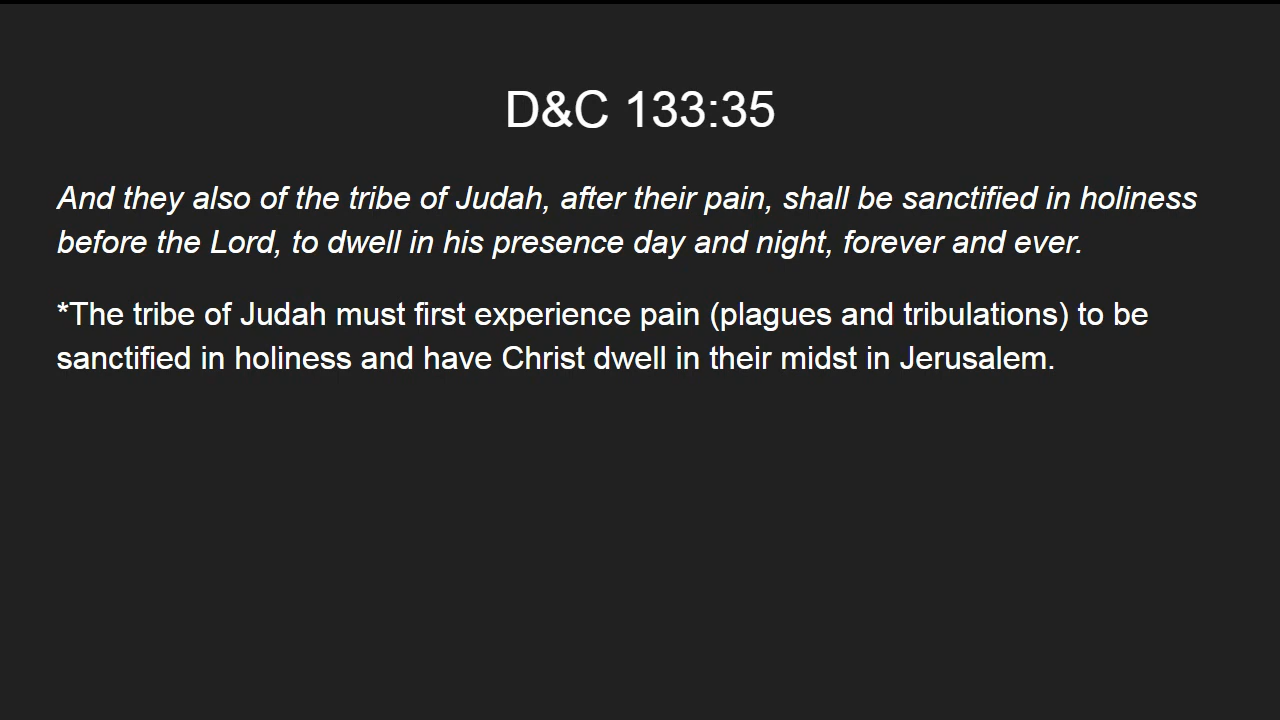 D&C 133:35
And they also of the tribe of Judah, after their pain, shall be sanctified in holiness
before the Lord, to dwell in his presence day and night, forever and ever.
*The tribe of Judah must first experience pain (plagues and tribulations) to be
sanctified in holiness and have Christ dwell in their midst in Jerusalem.